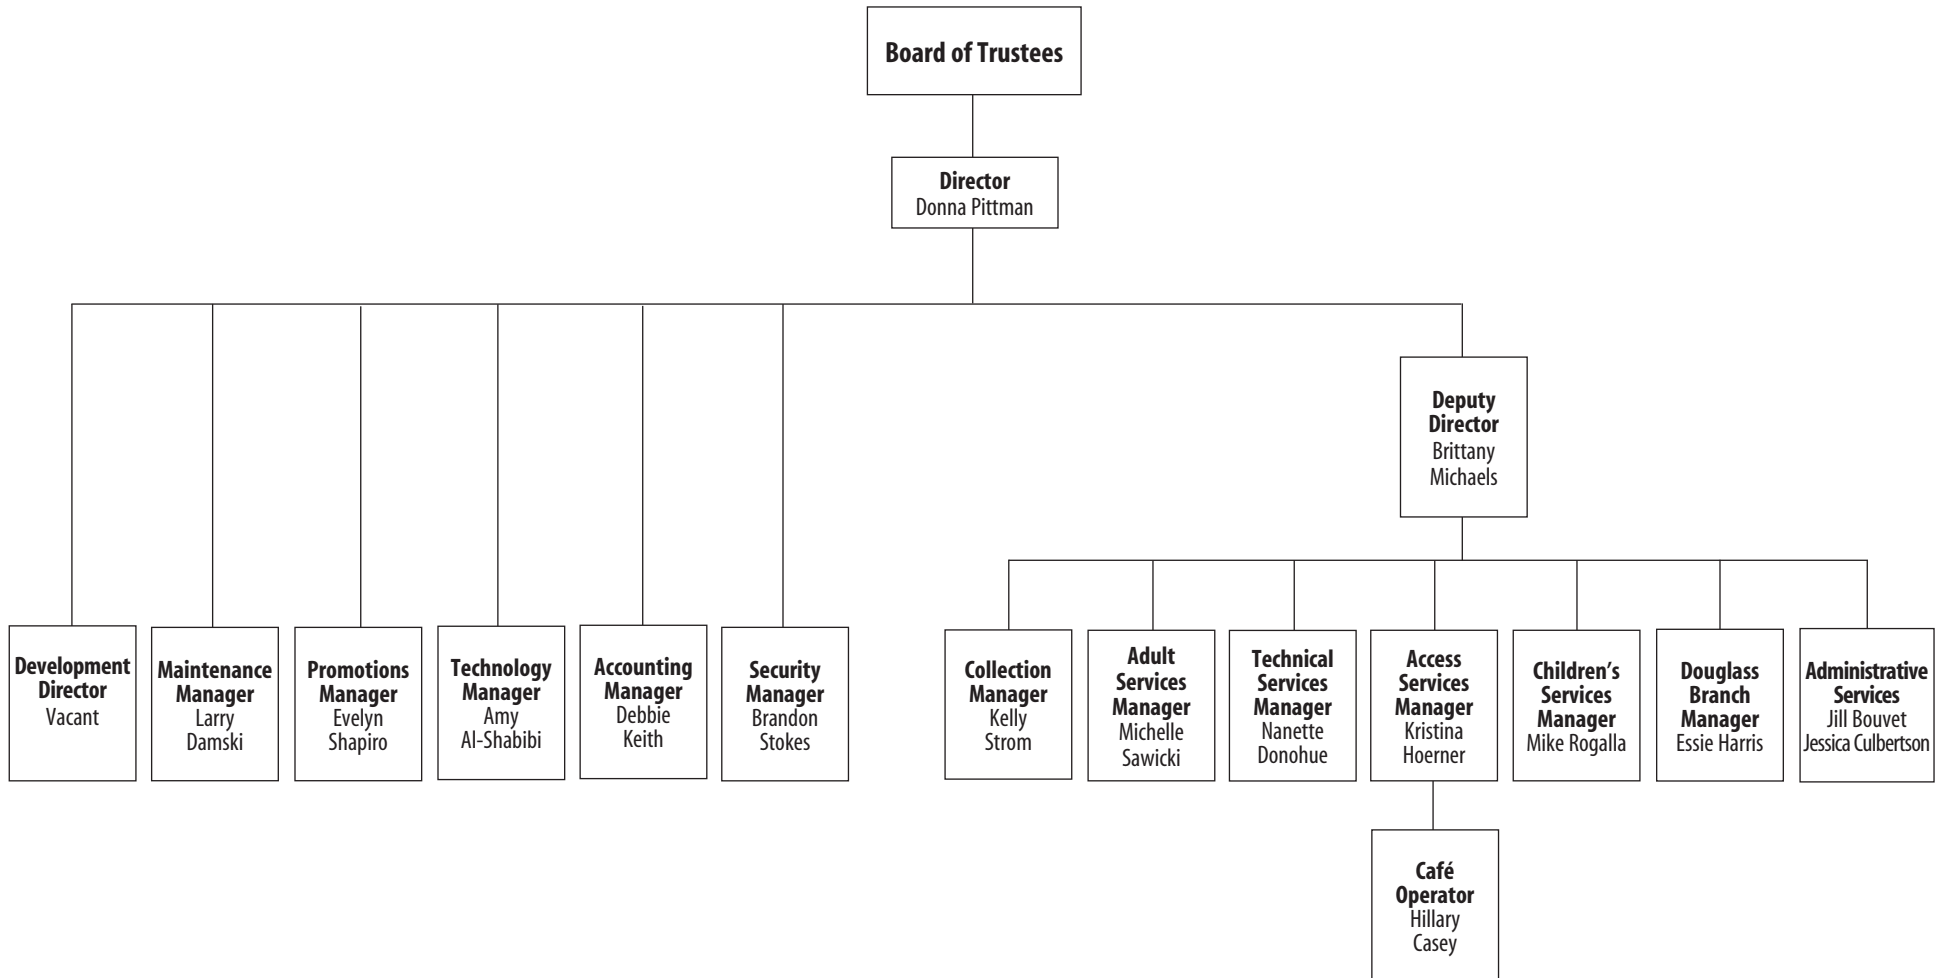 Board of Trustees
Director
Donna Pittman
Deputy
Director
Brittany
Michaels
Development
Director
Vacant
Maintenance
Manager
Larry
Damski
Promotions
Manager
Evelyn
Shapiro
Technology
Manager
Amy
Al-Shabibi
Accounting
Manager
Debbie
Keith
Security
Manager
Brandon
Stokes
Collection
Manager
Kelly
Strom
Adult
Services
Manager
Michelle
Sawicki
Technical
Services
Manager
Nanette
Donohue
Access
Services
Manager
Kristina
Hoerner
Children’s
Services
Manager
Mike Rogalla
Douglass
Branch
Manager
Essie Harris
Administrative
Services
Jill Bouvet
Jessica Culbertson
Café
Operator
Hillary
Casey